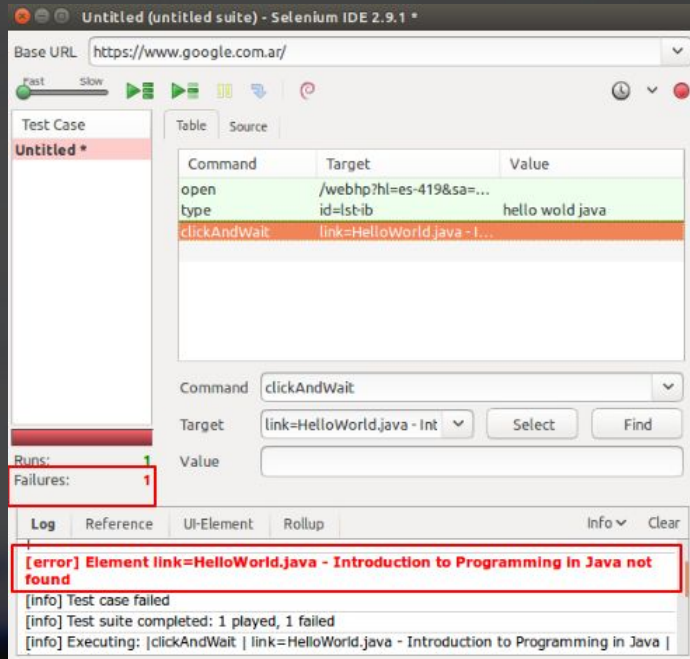 Untitled (untitled suite) - Selenium IDE 2.9.1 *
Base URL https://www.google.com.ar/
Fast Slow
Test Case
Table Source
Untitled *
Command Target Value
open /webhp?hl=es-419&sa=...
type id=lst-ib hello wold java
clickAndWait link=HelloWorld.java - I...
Command clickAndWait
Target link=HelloWorld.java - Int Select Find
Value
Runs: 1
Failures: 1
Log Reference UI-Element Rollup Info Clear
[error] Element link=HelloWorld.java - Introduction to Programming in Java not
found
[info] Test case failed
[info] Test suite completed: 1 played, 1 failed
[info] Executing: |clickAndWait | link=HelloWorld.java - Introduction to Programming in Java |